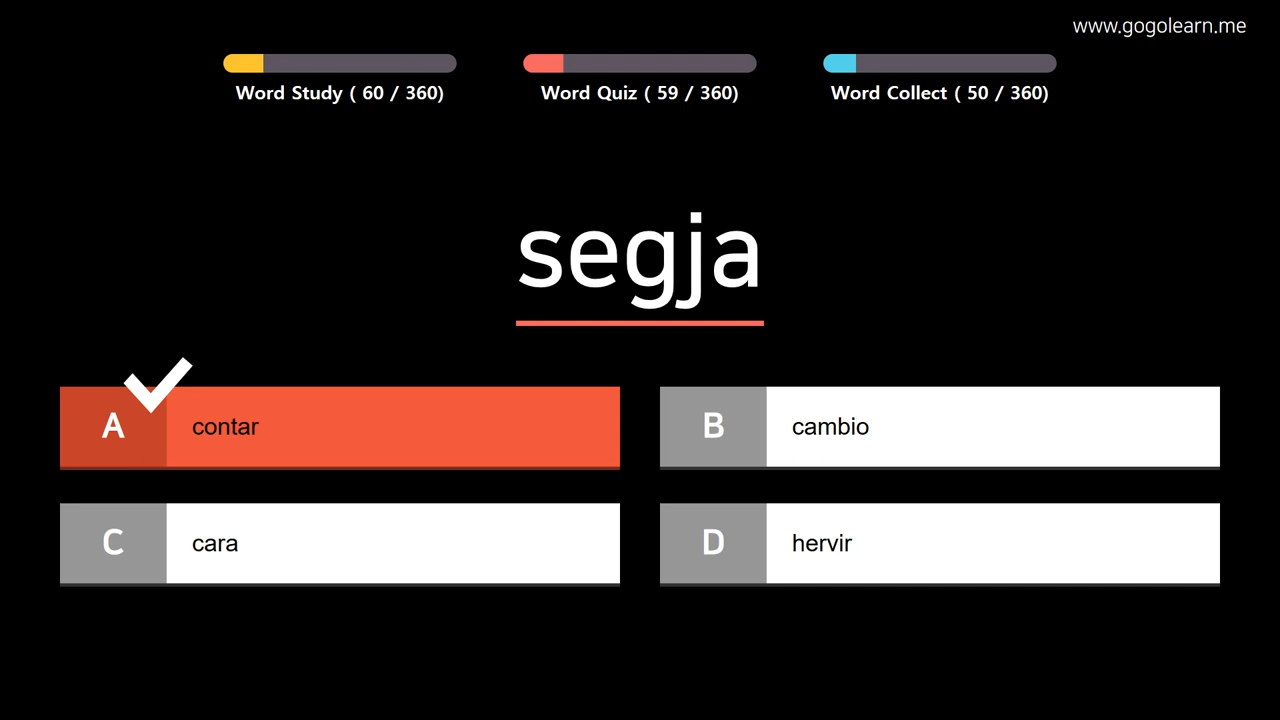 www.gogolearn.me
Word Study ( 60 / 360)
Word Quiz ( 59 / 360)
Word Collect ( 50 / 360)
segja
A contar
B cambio
C cara
D hervir